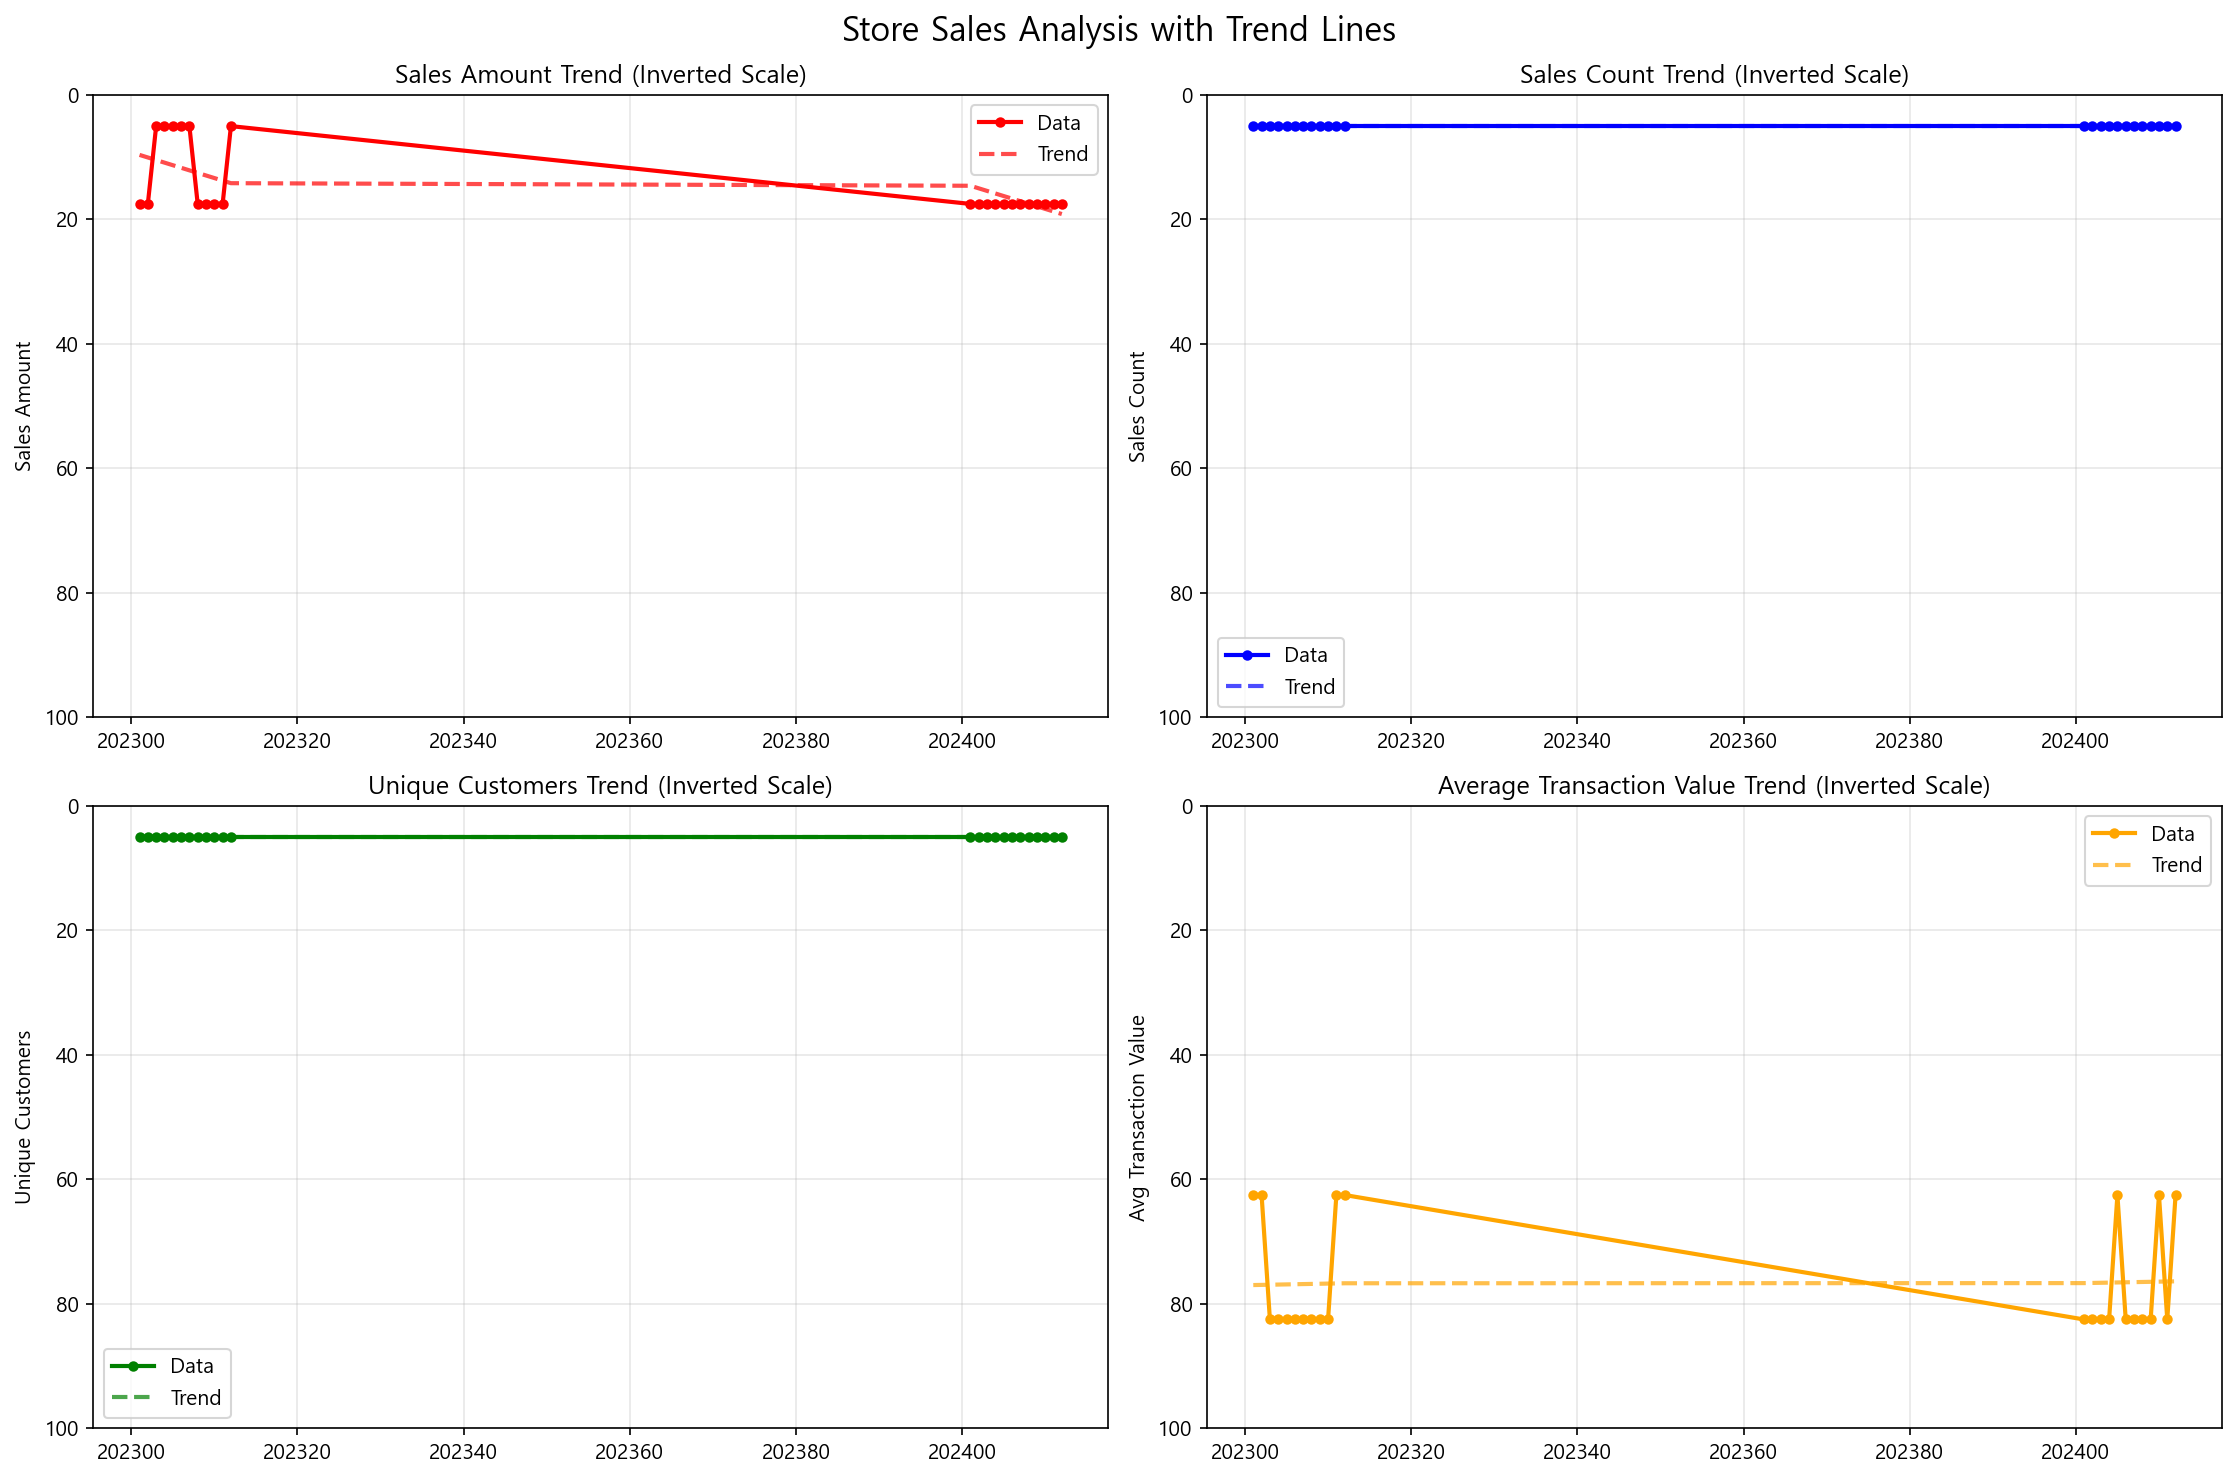 Store Sales Analysis with Trend Lines
Sales Amount Trend (Inverted Scale)
Sales Amount
0
20
40
60
80
100
202300
202320
202340
202360
202380
202400
Data
Trend
Sales Count Trend (Inverted Scale)
Sales Count
0
20
40
60
80
100
202300
202320
202340
202360
202380
202400
Data
Trend
Unique Customers Trend (Inverted Scale)
Unique Customers
0
20
40
60
80
100
202300
202320
202340
202360
202380
202400
Data
Trend
Average Transaction Value Trend (Inverted Scale)
Avg Transaction Value
0
20
40
60
80
100
202300
202320
202340
202360
202380
202400
Data
Trend